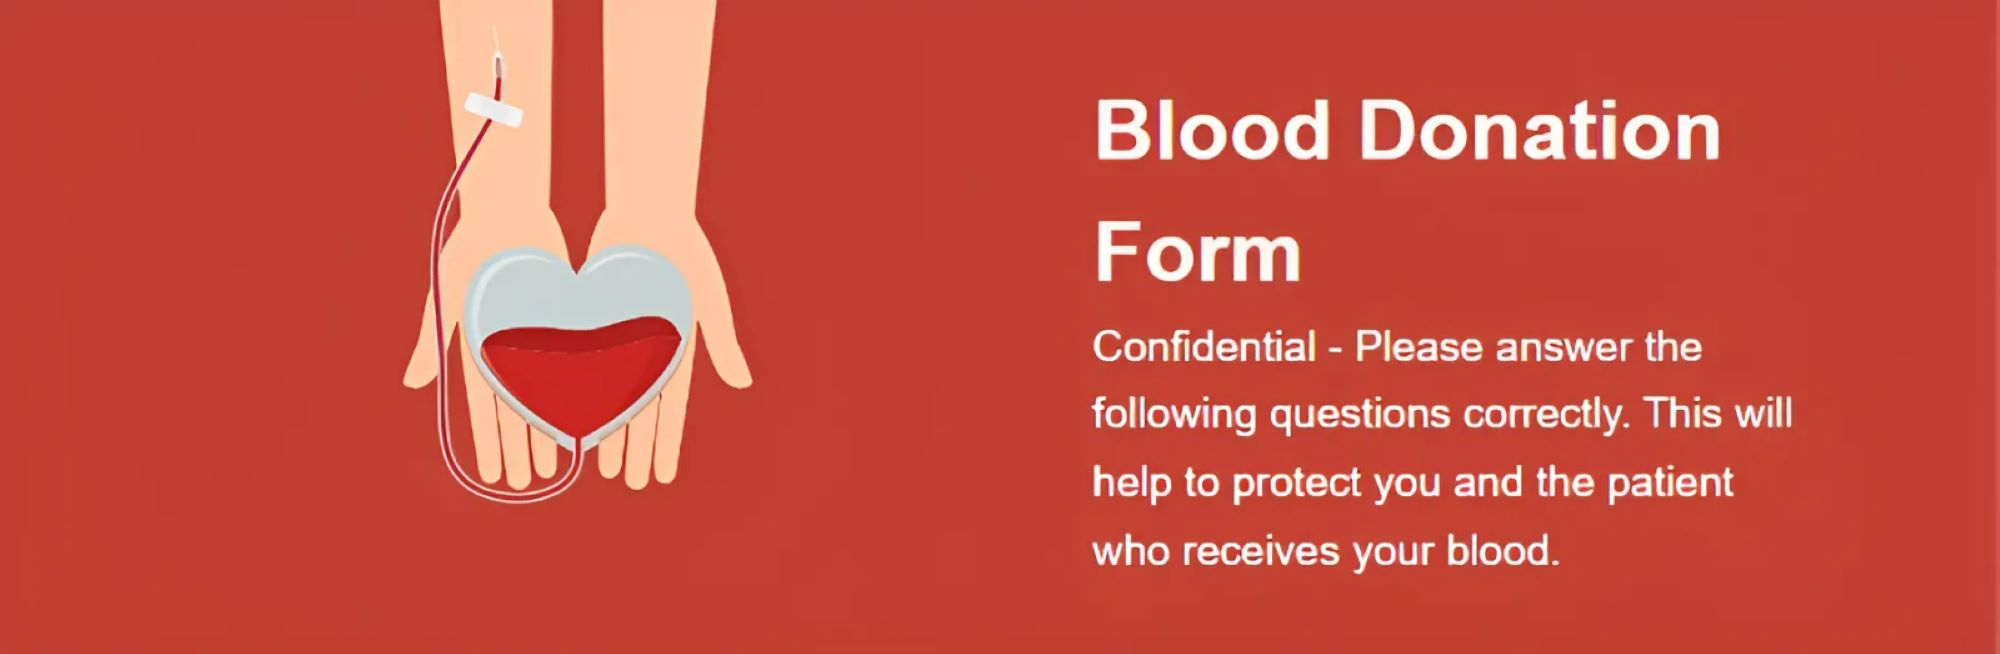 Blood Donation
Form
Confidential - Please answer the
following questions correctly. This will
help to protect you and the patient
who receives your blood.